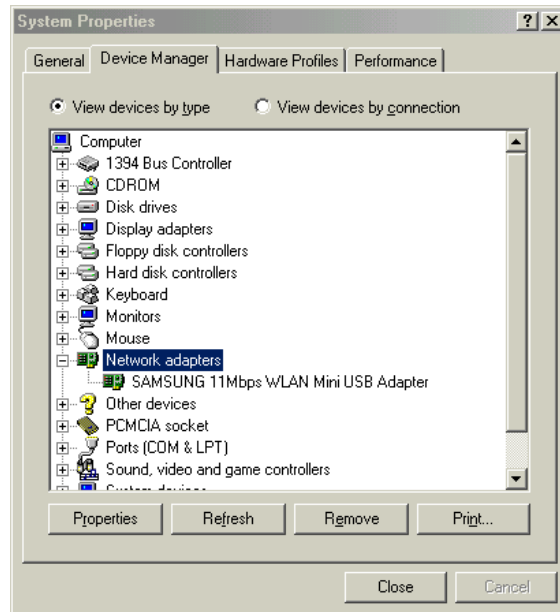 System Properties
General Device Manager Hardware Profiles Performance
View devices by type View devices by connection
Computer
1394 Bus Controller
CDROM
Disk drives
Display adapters
Floppy disk controllers
Hard disk controllers
Keyboard
Monitors
Mouse
Network adapters
SAMSUNG 11Mbps WLAN Mini USB Adapter
Other devices
PCMCIA socket
Ports (COM & LPT)
Sound, video and game controllers
System devices
Properties Refresh Remove Print...
Close Cancel